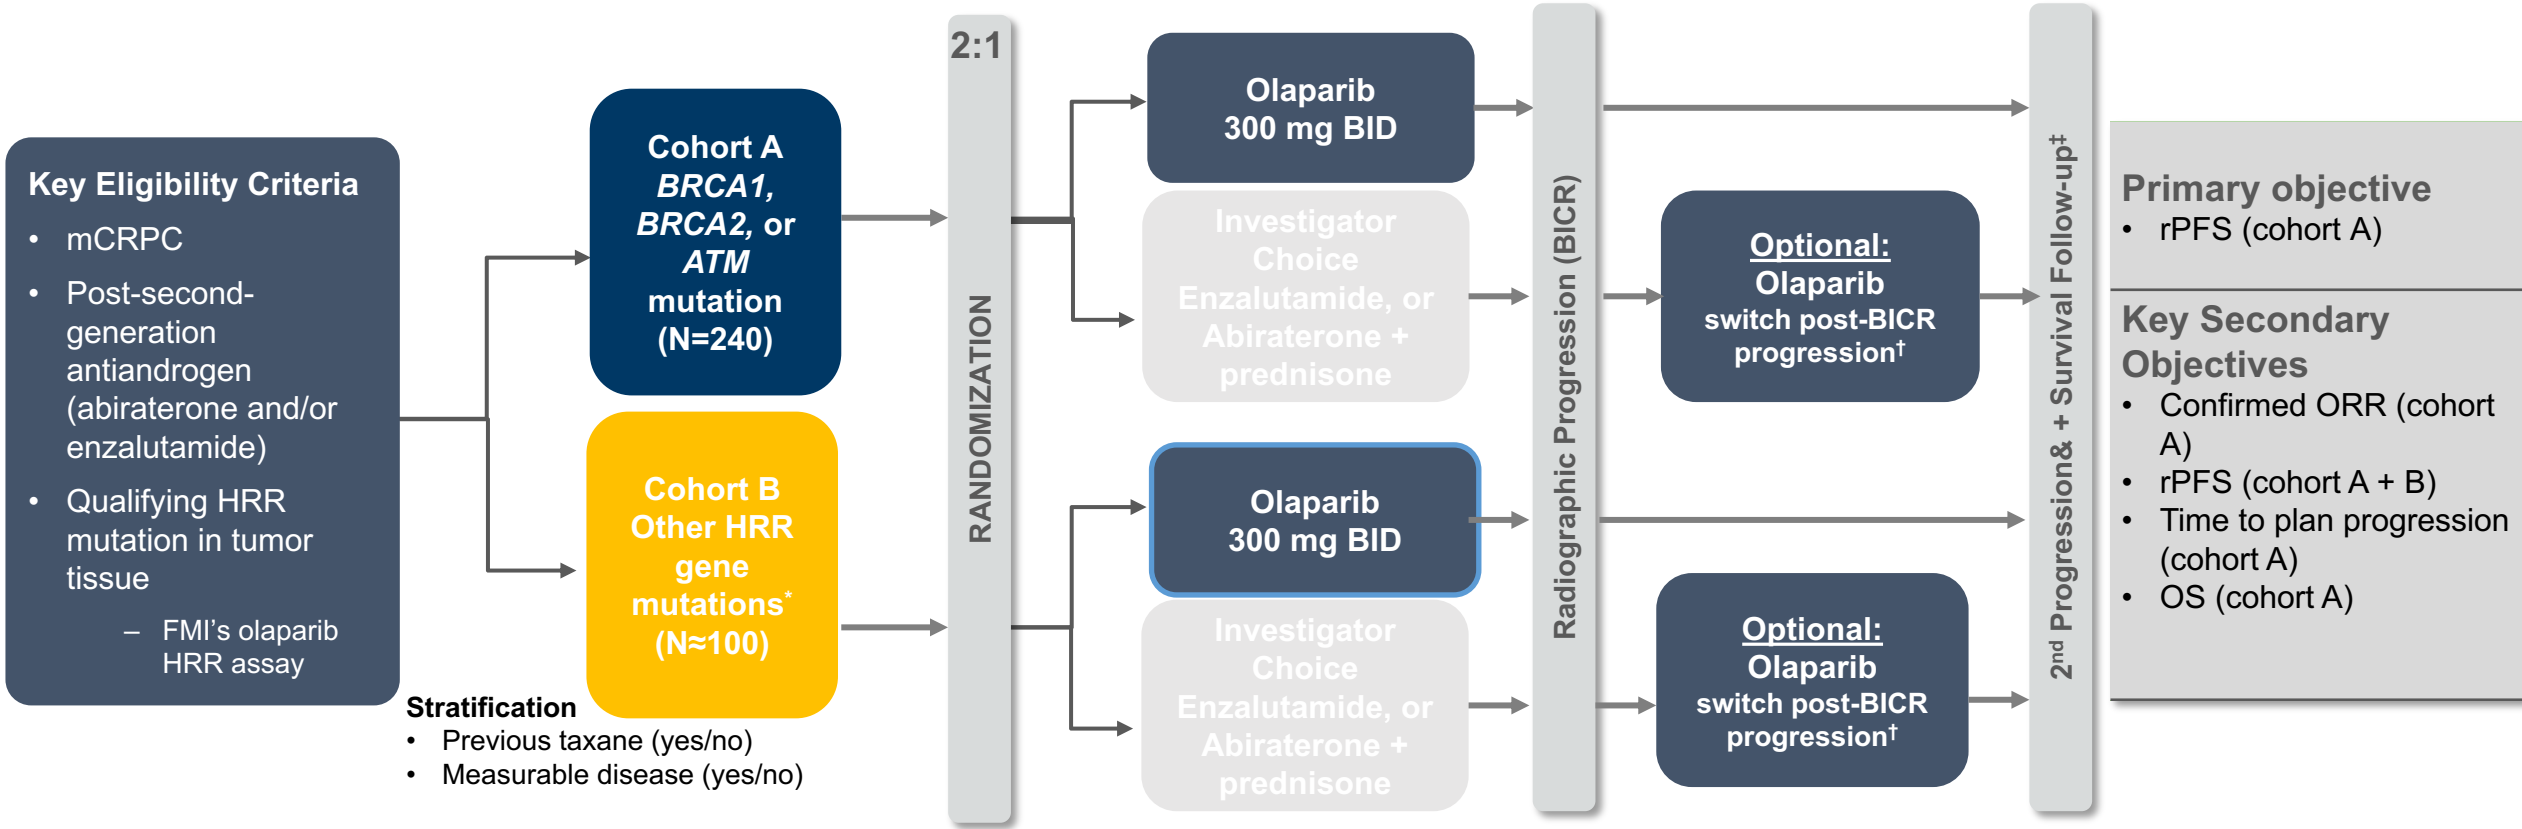 Key Eligibility Criteria
• mCRPC
• Post-second-
generation
antiandrogen
(abiraterone and/or
enzalutamide)
• Qualifying HRR
mutation in tumor
tissue
– FMI's olaparib
HRR assay
Cohort A
BRCA1,
BRCA2, or
ATM
mutation
(N=240)
Cohort B
Other HRR
gene
mutations*
(N≈100)
Stratification
• Previous taxane (yes/no)
• Measurable disease (yes/no)
2:1
RANDOMIZATION
Olaparib
300 mg BID
Investigator
Choice
Enzalutamide, or
Abiraterone +
prednisone
Olaparib
300 mg BID
Investigator
Choice
Enzalutamide, or
Abiraterone +
prednisone
Radiographic Progression (BICR)
Optional:
Olaparib
switch post-BICR
progression†
Optional:
Olaparib
switch post-BICR
progression†
2nd Progression& + Survival Follow-up‡
Primary objective
• rPFS (cohort A)
Key Secondary
Objectives
• Confirmed ORR (cohort
A)
• rPFS (cohort A + B)
• Time to plan progression
(cohort A)
• OS (cohort A)